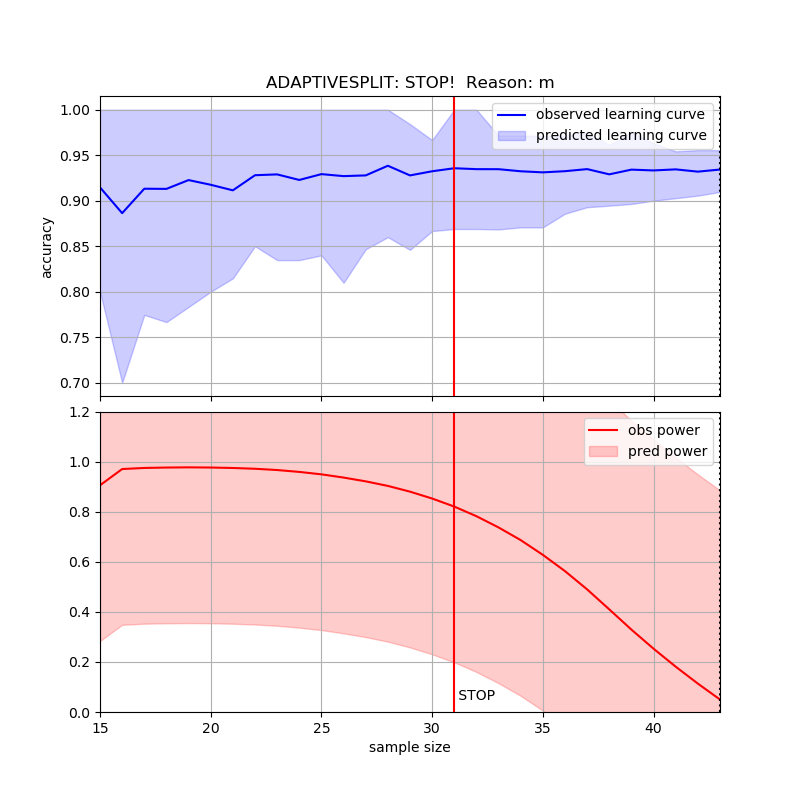 ADAPTIVESPLIT: STOP!  Reason: m
1.00
0.95
0.90
0.85
0.80
0.75
0.70
accuracy
observed learning curve
predicted learning curve
1.2
1.0
0.8
0.6
0.4
0.2
0.0
obs power
pred power
STOP
15 20 25 30 35 40
sample size